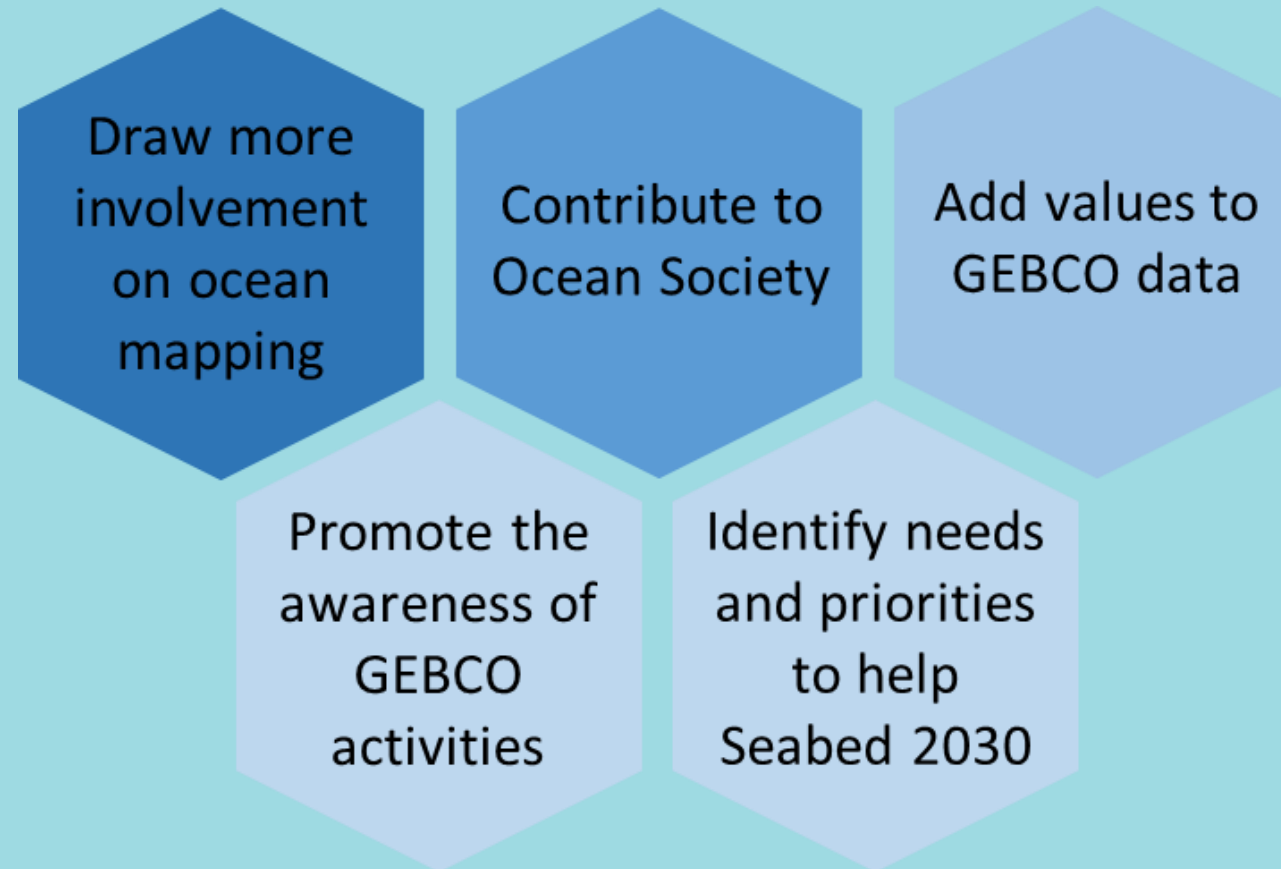 Draw more
involvement
on ocean
mapping
Contribute to
Ocean Society
Add values to
GEBCO data
Promote the
awareness of
GEBCO
activities
Identify needs
and priorities
to help
Seabed 2030